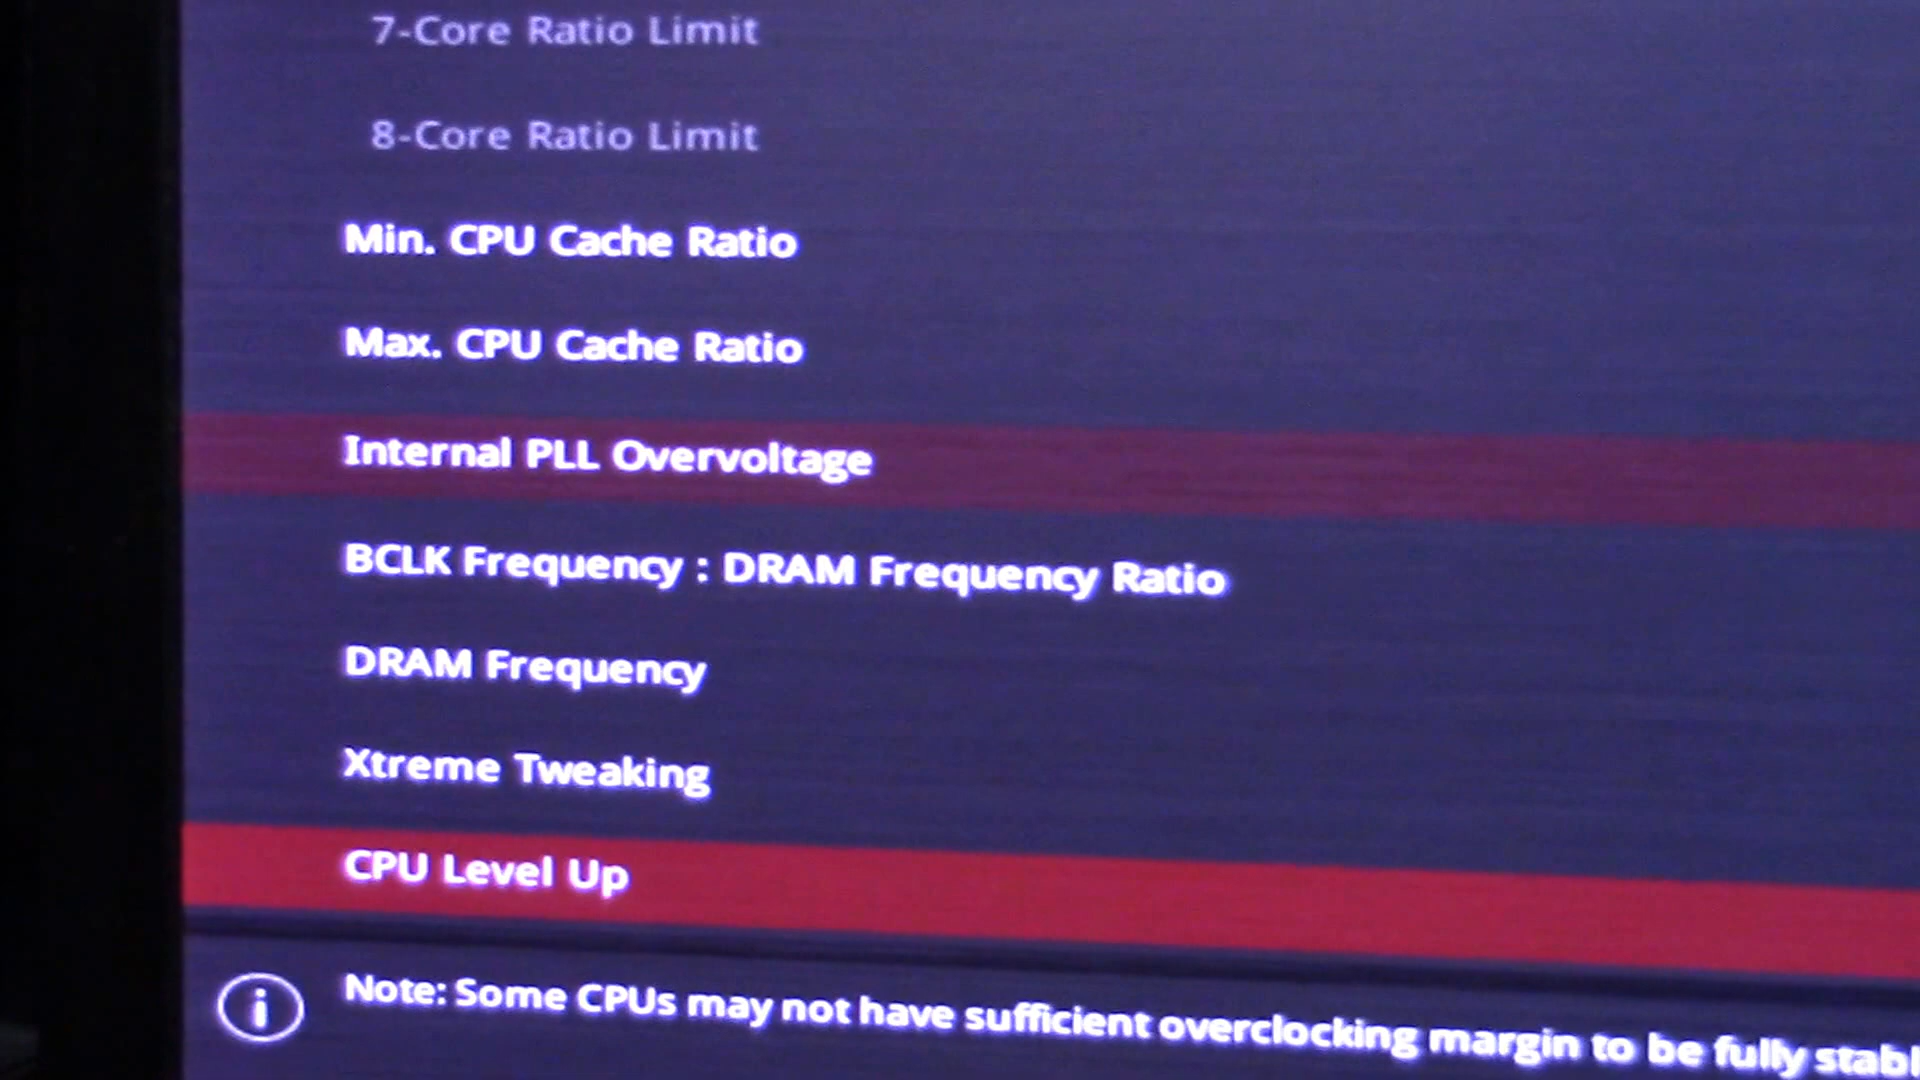 7-Core Ratio Limit
8-Core Ratio Limit
Min. CPU Cache Ratio
Max. CPU Cache Ratio
Internal PLL Overvoltage
BCLK Frequency : DRAM Frequency Ratio
DRAM Frequency
Xtreme Tweaking
CPU Level Up
Note: Some CPUs may not have sufficient overclocking margin to be fully